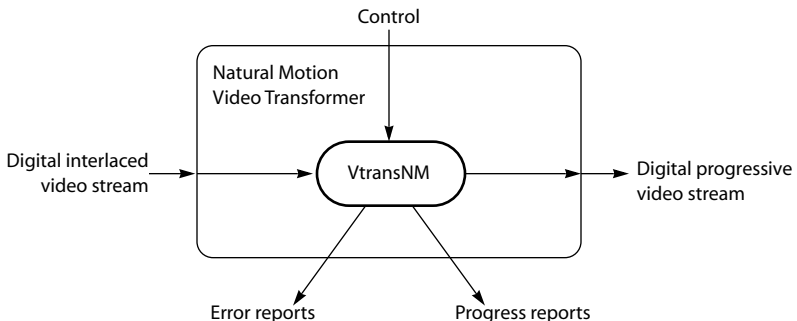 Control
Natural Motion
Video Transformer
Digital interlaced
video stream
VtransNM
Digital progressive
video stream
Error reports
Progress reports